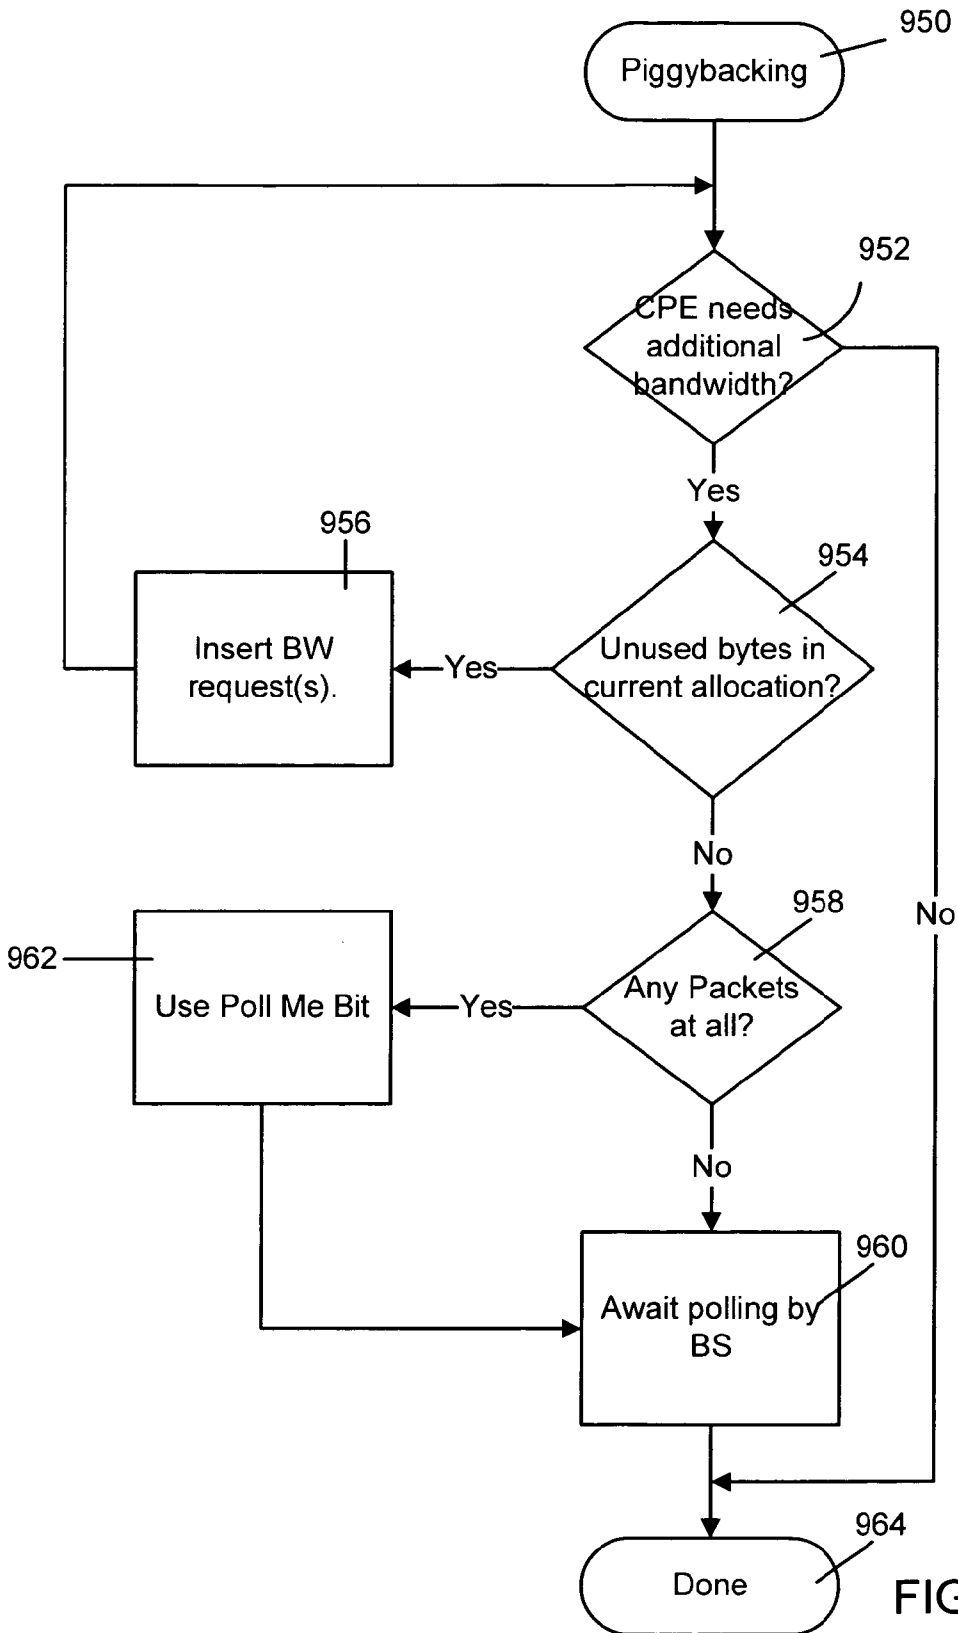 950
Piggybacking
952
CPE needs
additional
bandwidth?
Yes
956
954
Insert BW
request(s).
Yes
Unused bytes in
current allocation?
No
958
No
962
Use Poll Me Bit
Yes
Any Packets
at all?
No
960
Await polling by
BS
964
Done
FIG